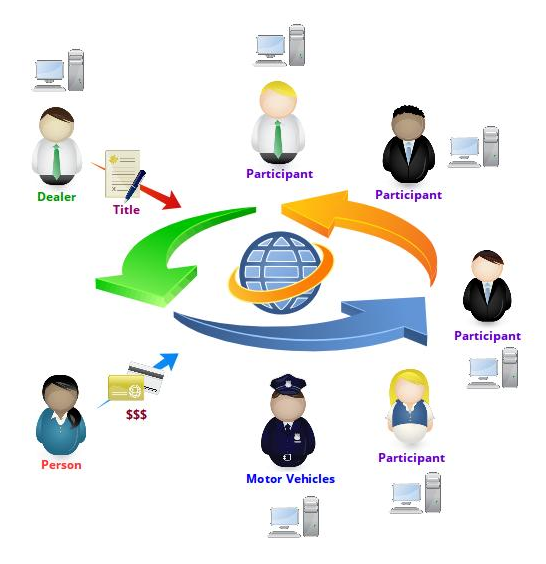 Participant
Participant
Dealer
Title
Participant
$$$
Person
Participant
Motor Vehicles